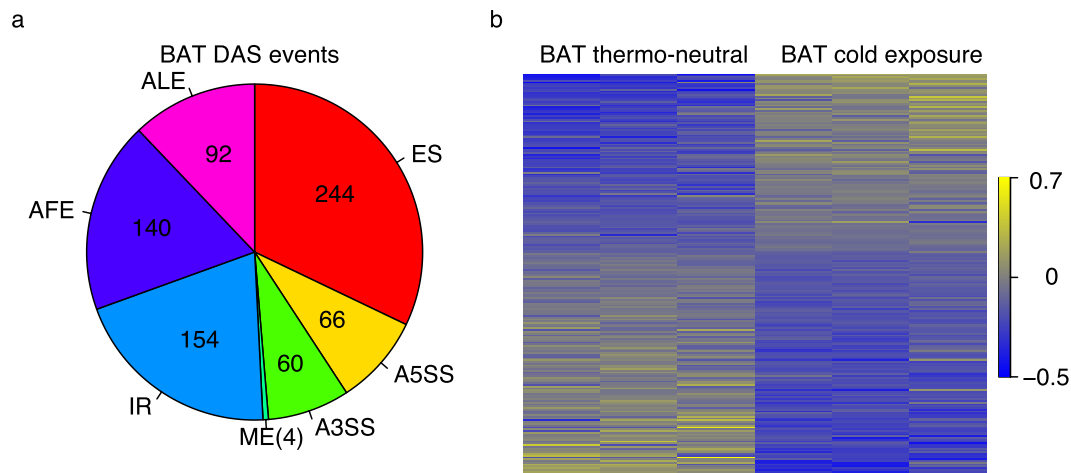 a
BAT DAS events
ALE
92
ES
244
AFE
140
66
A5SS
154
60
IR
ME(4)
A3SS
b
BAT thermo-neutral
BAT cold exposure
0.7
0
−0.5